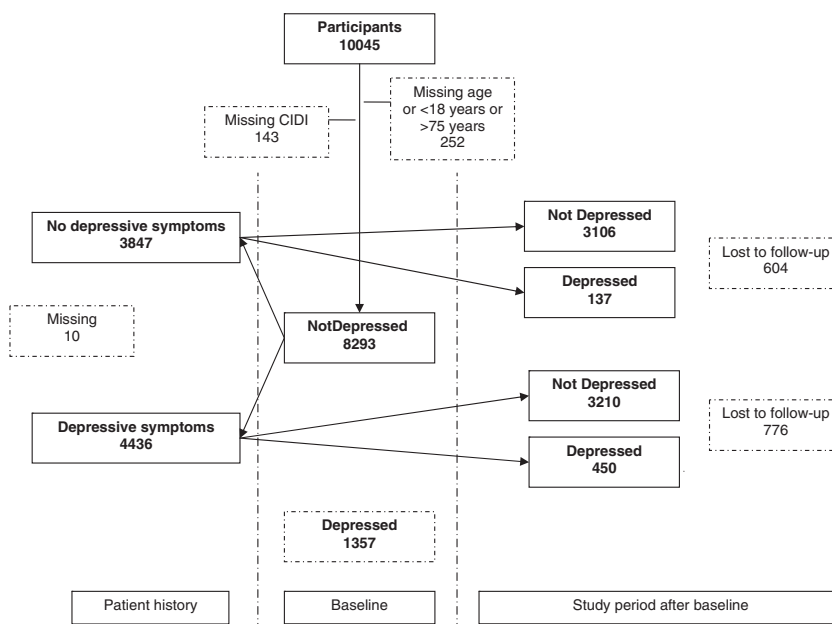 Participants
10045
Missing CIDI
143
Missing age
or <18 years or
>75 years
252
No depressive symptoms
3847
Not Depressed
3106
Lost to follow-up
604
Depressed
137
Missing
10
NotDepressed
8293
Not Depressed
3210
Lost to follow-up
776
Depressive symptoms
4436
Depressed
450
Depressed
1357
Patient history
Baseline
Study period after baseline